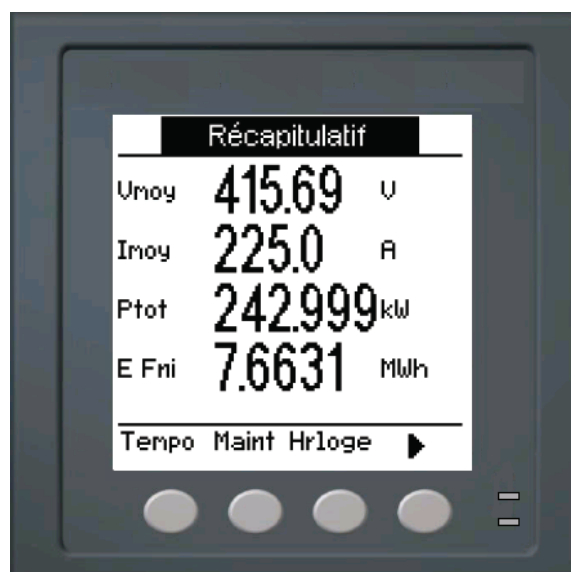 Récapitulatif
Vmoy 415.69 V
Imoy 225.0 A
Ptot 242.999 kW
E Fni 7.6631 MWh
Tempo Maint Hrloge